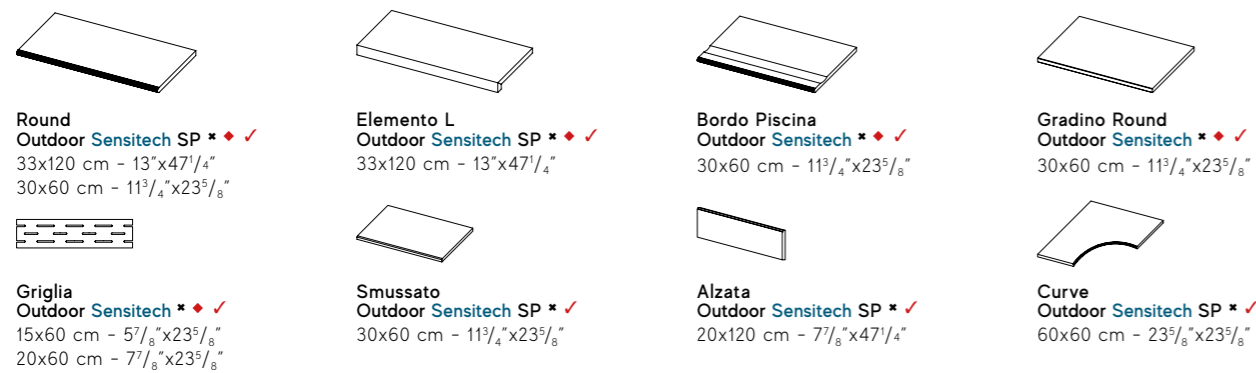 Round
Outdoor Sensitech SP ✖ ◆ ✓
33x120 cm - 13"x47¹/₄"
30x60 cm - 11³/₄"x23⁵/₈"
Elemento L
Outdoor Sensitech SP ✖ ◆ ✓
33x120 cm - 13"x47¹/₄"
Bordo Piscina
Outdoor Sensitech ✖ ◆ ✓
30x60 cm - 11³/₄"x23⁵/₈"
Gradino Round
Outdoor Sensitech ✖ ◆ ✓
30x60 cm - 11³/₄"x23⁵/₈"
Griglia
Outdoor Sensitech ✖ ◆ ✓
15x60 cm - 5⁷/₈"x23⁵/₈"
20x60 cm - 7⁷/₈"x23⁵/₈"
Smussato
Outdoor Sensitech SP ✖ ✓
30x60 cm - 11³/₄"x23⁵/₈"
Alzata
Outdoor Sensitech SP ✖ ✓
20x120 cm - 7⁷/₈"x47¹/₄"
Curve
Outdoor Sensitech SP ✖ ✓
60x60 cm - 23⁵/₈"x23⁵/₈"